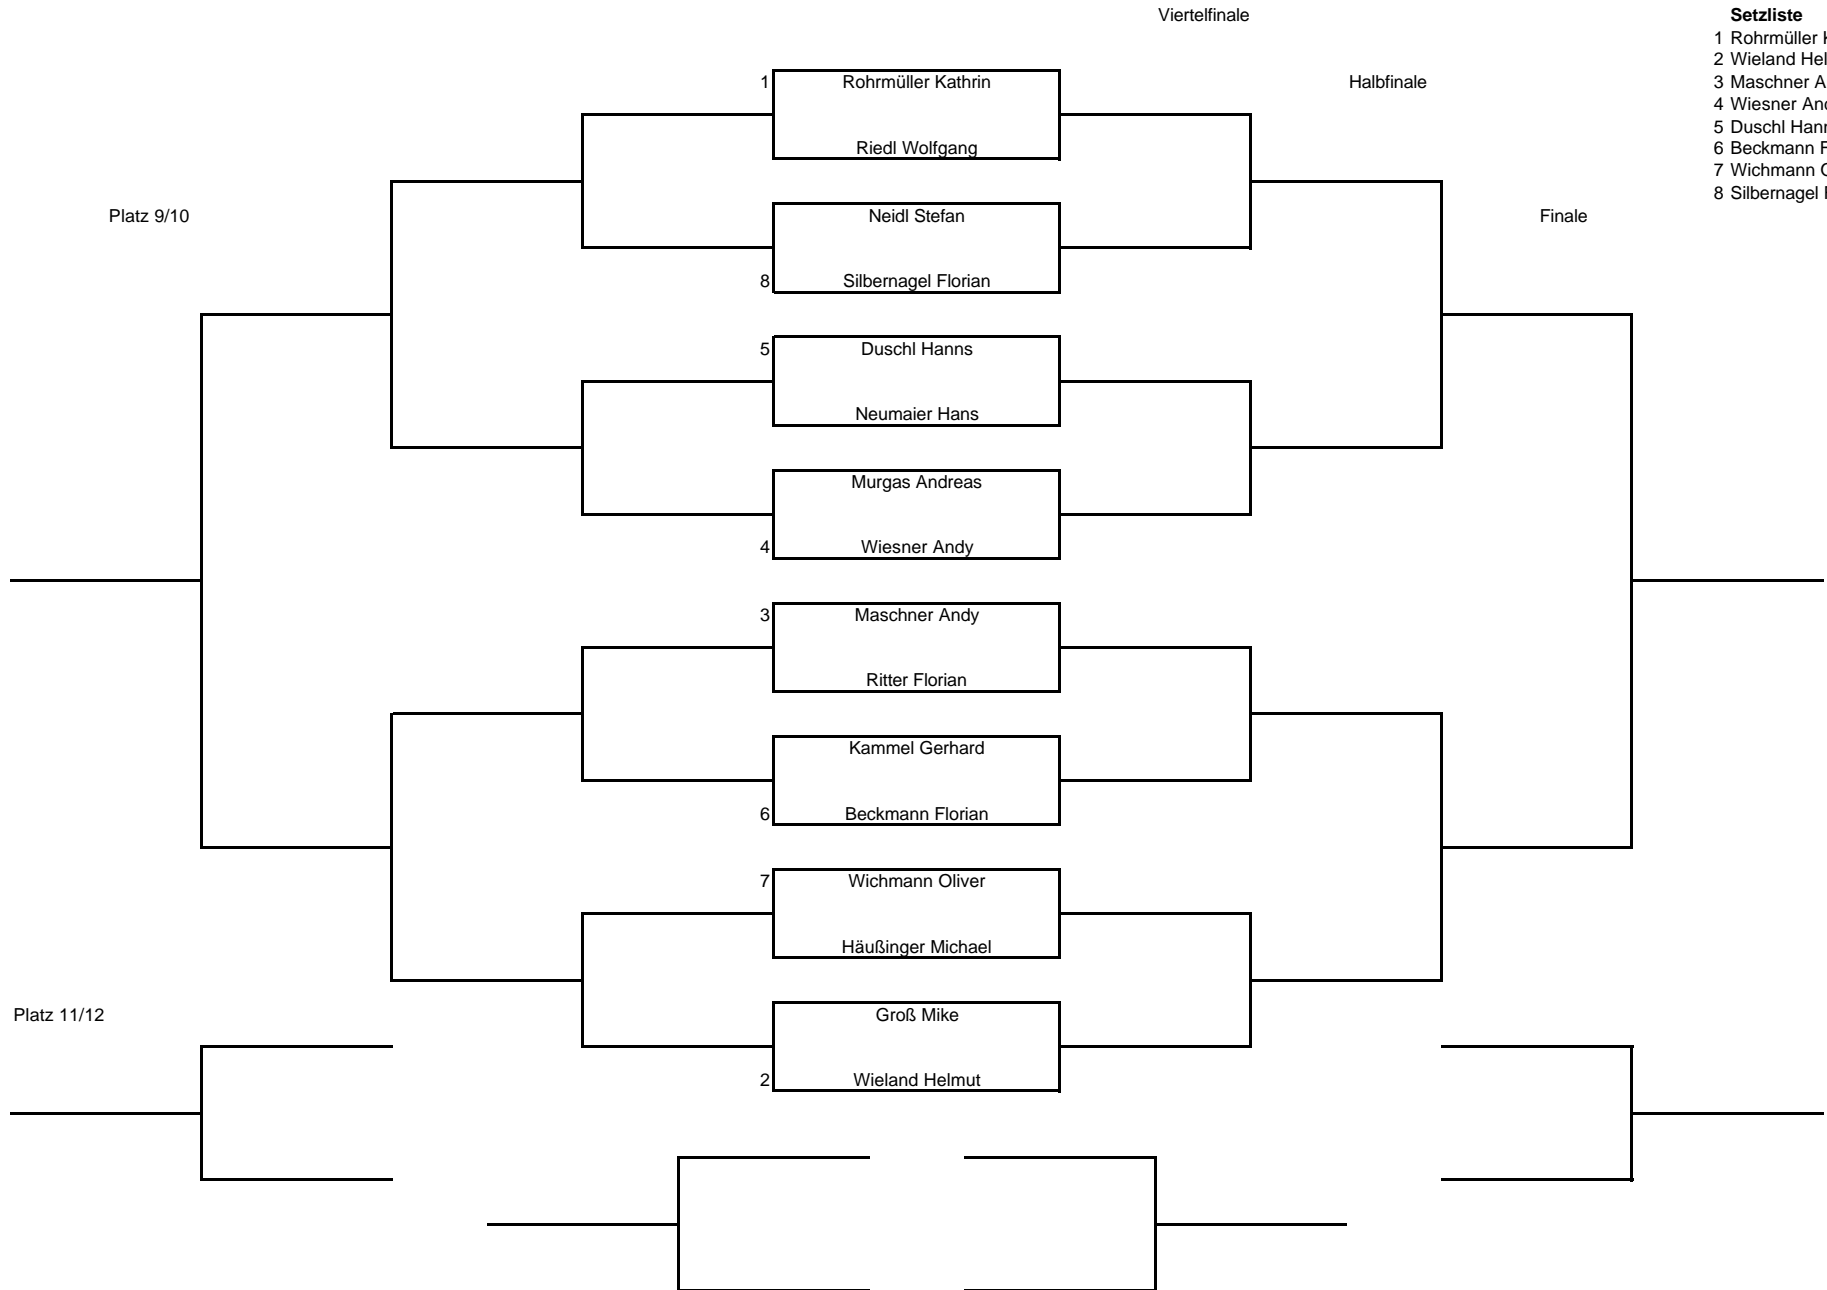 Viertelfinale
Setzliste
1 Rohrmüller
2 Wieland
3 Maschner
4 Wiesner
5 Duschl
6 Beckmann
7 Wichmann
8 Silbernagel
1 Rohrmüller Kathrin
Halbfinale
Riedl Wolfgang
Platz 9/10
Neidl Stefan
Finale
8 Silbernagel Florian
5 Duschl Hanns
Neumaier Hans
Murgas Andreas
4 Wiesner Andy
3 Maschner Andy
Ritter Florian
Kammel Gerhard
6 Beckmann Florian
7 Wichmann Oliver
Häußinger Michael
Platz 11/12
Groß Mike
2 Wieland Helmut